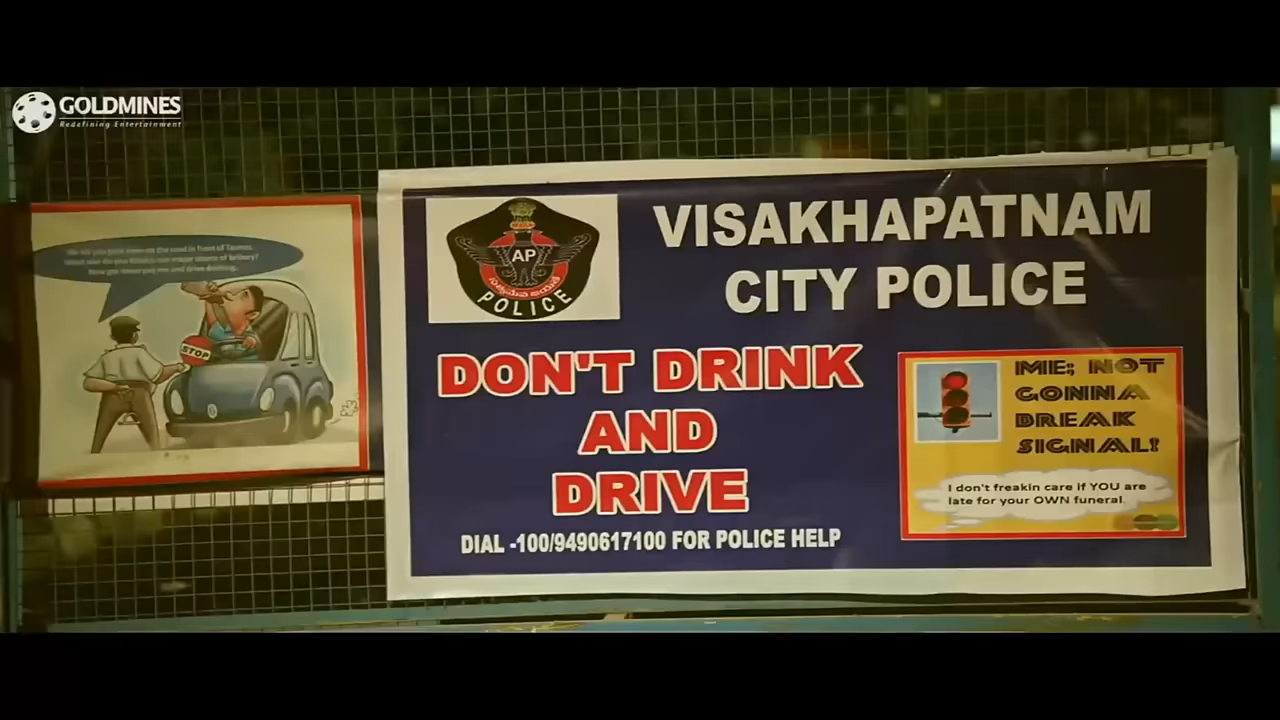 GOLDMINES
Redefining Entertainment
STOP
VISAKHAPATNAM
CITY POLICE
AP
POLICE
DON'T DRINK
AND
DRIVE
DIAL -100/9490617100 FOR POLICE HELP
ME; NOT
GONNA
BREAK
SIGNAL!
I don't freakin care if YOU are
late for your OWN funeral.